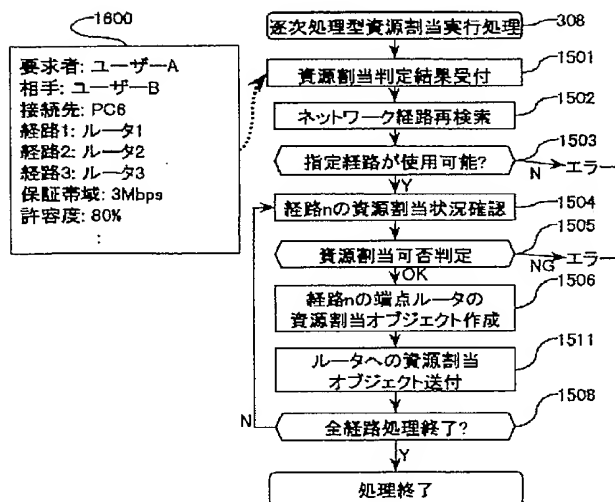 1600
要求者: ユーザーA
相手: ユーザーB
接続先: PC6
経路1: ルータ1
経路2: ルータ2
経路3: ルータ3
保証帯域: 3Mbps
許容度: 80%
:
逐次処理型資源割当実行処理
308
資源割当判定結果受付
1501
ネットワーク経路再検索
1502
指定経路が使用可能?
1503
N
エラー
Y
経路nの資源割当状況確認
1504
資源割当可否判定
1505
NG
エラー
OK
経路nの端点ルータの
資源割当オブジェクト作成
1506
ルータへの資源割当
オブジェクト送付
1511
全経路処理終了?
1508
N
Y
処理終了